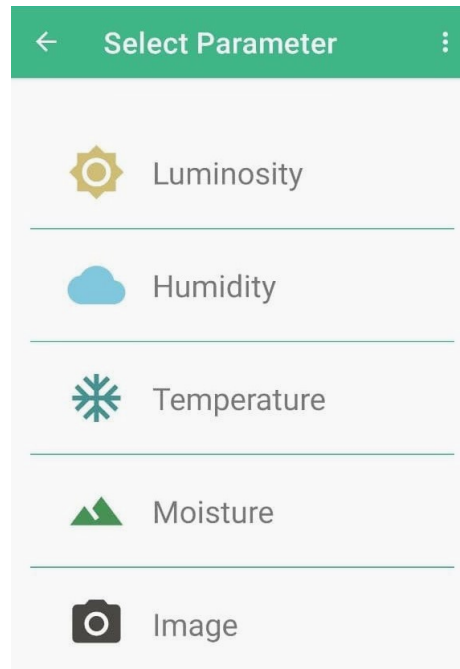 Select Parameter
Luminosity
Humidity
Temperature
Moisture
Image